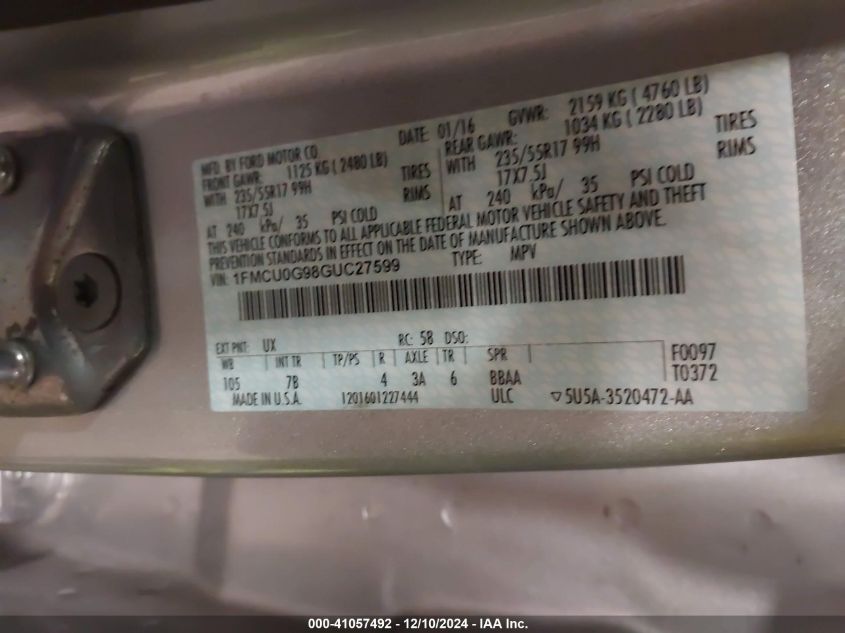 MFD. BY FORD MOTOR CO.
DATE: 01/16 GVWR: 2159 KG ( 4760 LB)
FRONT GAWR: 1125 KG ( 2480 LB) REAR GAWR: 1034 KG ( 2280 LB)
WITH 235/55R17 99H TIRES WITH 235/55R17 99H TIRES
17X7.5J RIMS 17X7.5J RIMS
AT 240 kPa/ 35 PSI COLD AT 240 kPa/ 35 PSI COLD
THIS VEHICLE CONFORMS TO ALL APPLICABLE FEDERAL MOTOR VEHICLE SAFETY AND THEFT
PREVENTION STANDARDS IN EFFECT ON THE DATE OF MANUFACTURE SHOWN ABOVE.
VIN: 1FMCU0G98GUC27599 TYPE: MPV
EXT PNT: UX RC: 58 DSO:
WB INT TR TP/PS R AXLE TR SPR F0097
105 7B 4 3A 6 BBAA T0372
MADE IN U.S.A. 1201601227444 ULC ▽5U5A-3520472-AA
000-41057492 - 12/10/2024 - IAA Inc.